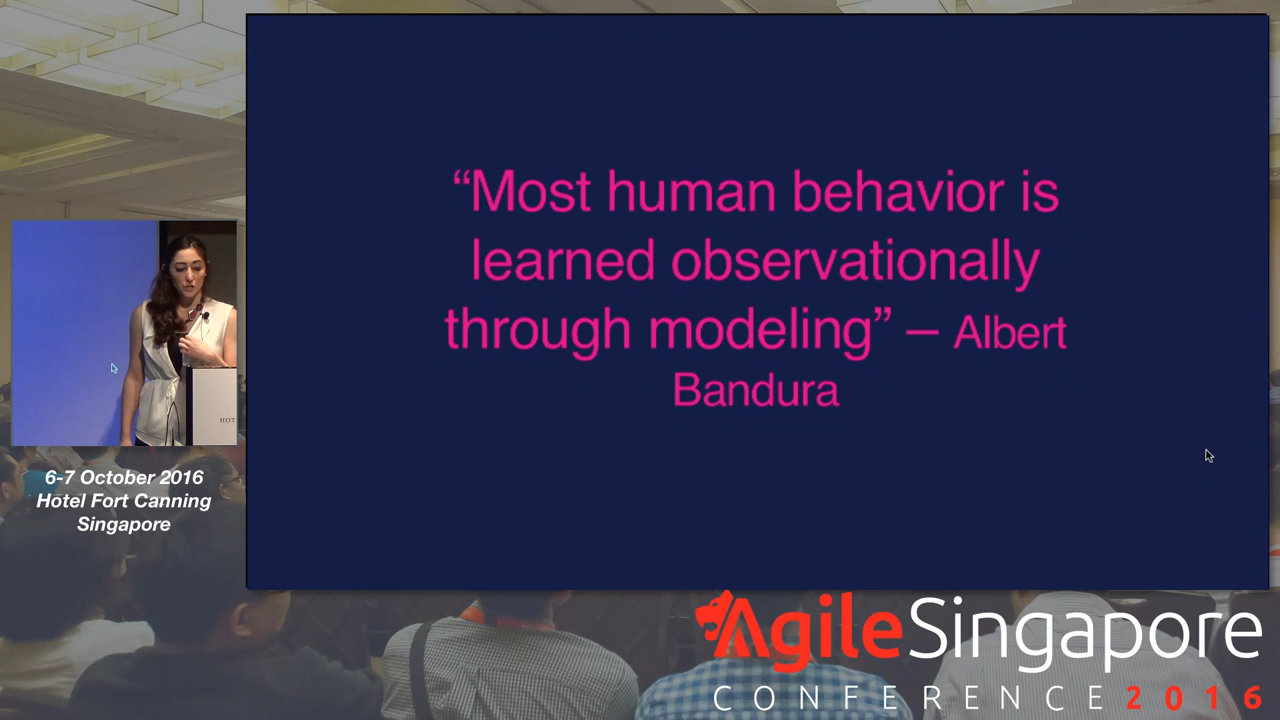 “Most human behavior is
learned observationally
through modeling” – Albert
Bandura
HOT
6-7 October 2016
Hotel Fort Canning
Singapore
AgileSingapore
CONFERENCE 2016